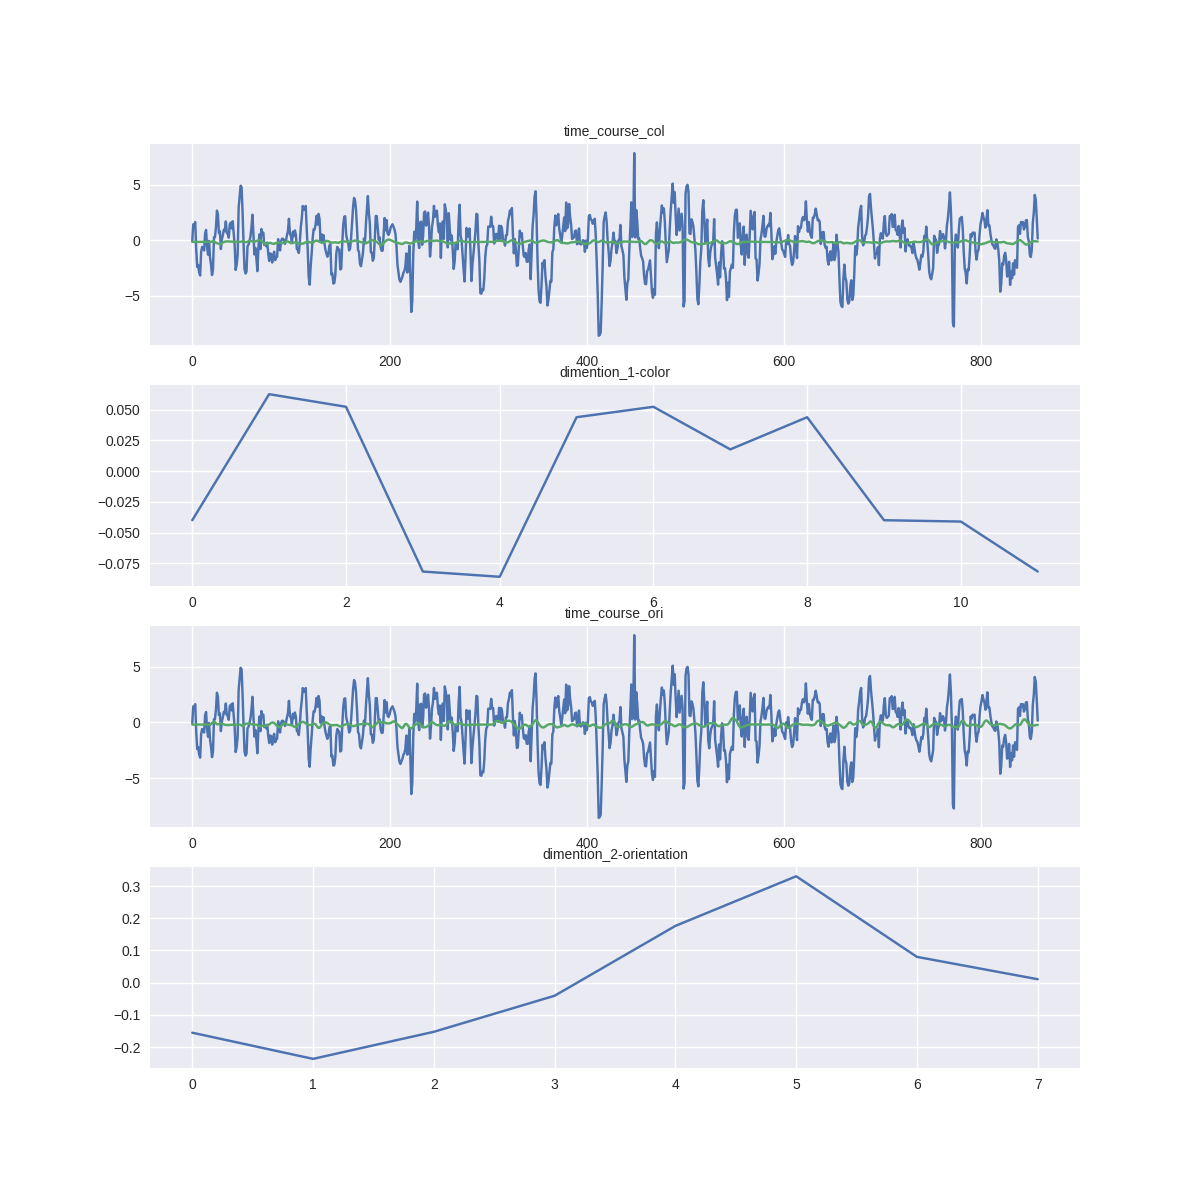 time_course_col
5
0
−5
0 200 400 600 800
dimention_1-color
0.050
0.025
0.000
−0.025
−0.050
−0.075
0 2 4 6 8 10
time_course_ori
5
0
−5
0 200 400 600 800
dimention_2-orientation
0.3
0.2
0.1
0.0
−0.1
−0.2
0 1 2 3 4 5 6 7